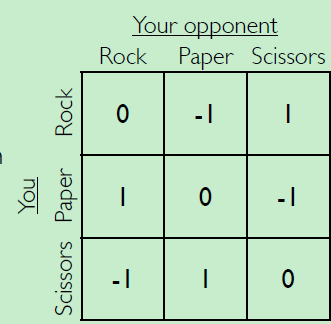 Your opponent
Rock Paper Scissors
Rock 0 -1 1
You
Paper 1 0 -1
Scissors -1 1 0